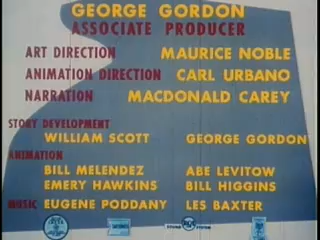 GEORGE GORDON
ASSOCIATE PRODUCER
ART DIRECTION MAURICE NOBLE
ANIMATION DIRECTION CARL URBANO
NARRATION MACDONALD CAREY
STORY DEVELOPMENT
WILLIAM SCOTT GEORGE GORDON
ANIMATION
BILL MELENDEZ ABE LEVITOW
EMERY HAWKINS BILL HIGGINS
MUSIC EUGENE PODDANY LES BAXTER
RCA